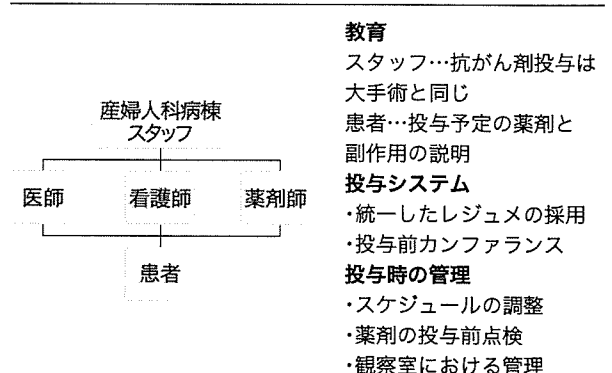 産婦人科病棟
スタッフ
医師
看護師
薬剤師
患者
教育
スタッフ…抗がん剤投与は
大手術と同じ
患者…投与予定の薬剤と
副作用の説明
投与システム
・統一したレジュメの採用
・投与前カンファランス
投与時の管理
・スケジュールの調整
・薬剤の投与前点検
・観察室における管理